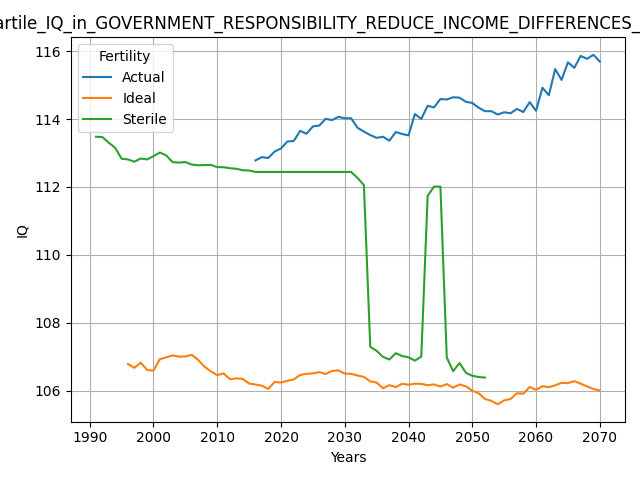 artile_IQ_in_GOVERNMENT_RESPONSIBILITY_REDUCE_INCOME_DIFFERENCES_
Fertility
Actual
Ideal
Sterile
116
114
112
110
108
106
IQ
1990 2000 2010 2020 2030 2040 2050 2060 2070
Years